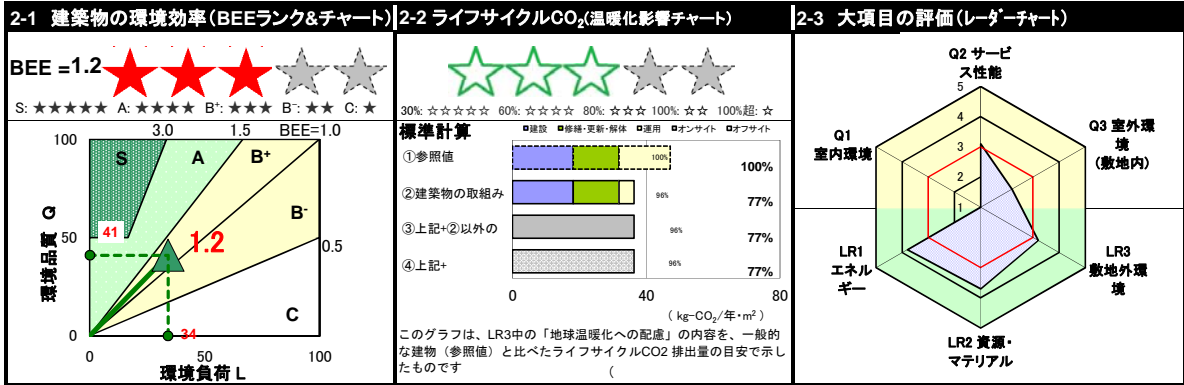 2-1 建築物の環境効率（BEEランク&チャート）
BEE =1.2
S: ★★★★★ A: ★★★★ B⁺: ★★★ B⁻: ★★ C: ★
3.0 1.5 BEE=1.0
100
S A B⁺
B⁻
41
50
1.2
0.5
環境品質 Q
C
34
0
0 50 100
環境負荷 L
2-2 ライフサイクルCO₂(温暖化影響チャート)
30%: ☆☆☆☆☆ 60%: ☆☆☆☆ 80%: ☆☆☆ 100%: ☆☆ 100%超: ☆
標準計算
建設 修繕・更新・解体 運用 オンサイト オフサイト
①参照値 100% 100%
②建築物の取組み 96% 77%
③上記+②以外の 96% 77%
④上記+ 96% 77%
0 40 80
（ kg-CO₂/年・m² ）
このグラフは、LR3中の「地球温暖化への配慮」の内容を、一般的
な建物（参照値）と比べたライフサイクルCO2 排出量の目安で示し
たものです （
2-3 大項目の評価（レーダーチャート）
Q2 サービ
ス性能
5
4
3
2
1
Q1
室内環境
Q3 室外環
境
（敷地内）
LR1
エネル
ギー
LR3
敷地外環
境
LR2 資源・
マテリアル